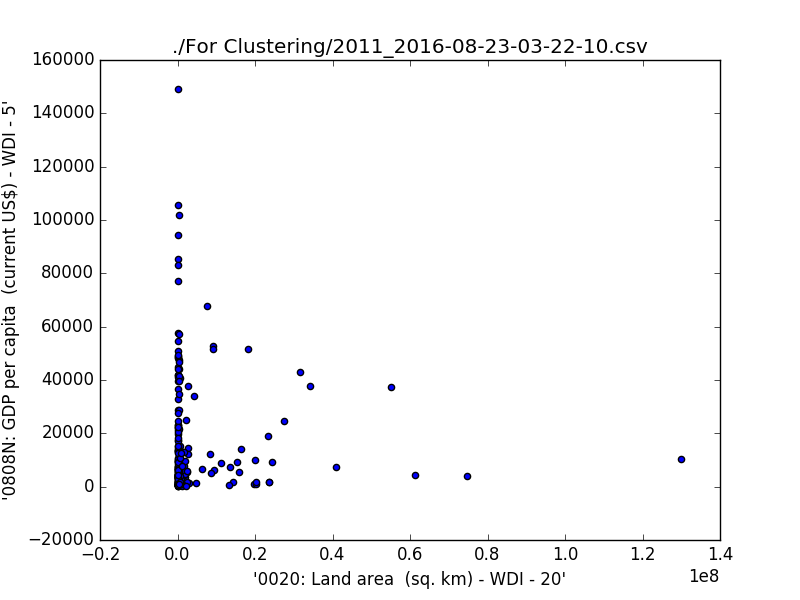 ./For Clustering/2011_2016-08-23-03-22-10.csv
160000
140000
120000
100000
80000
60000
40000
20000
0
−20000
'0808N: GDP per capita  (current US$) - WDI - 5'
−0.2 0.0 0.2 0.4 0.6 0.8 1.0 1.2 1.4
1e8
'0020: Land area  (sq. km) - WDI - 20'